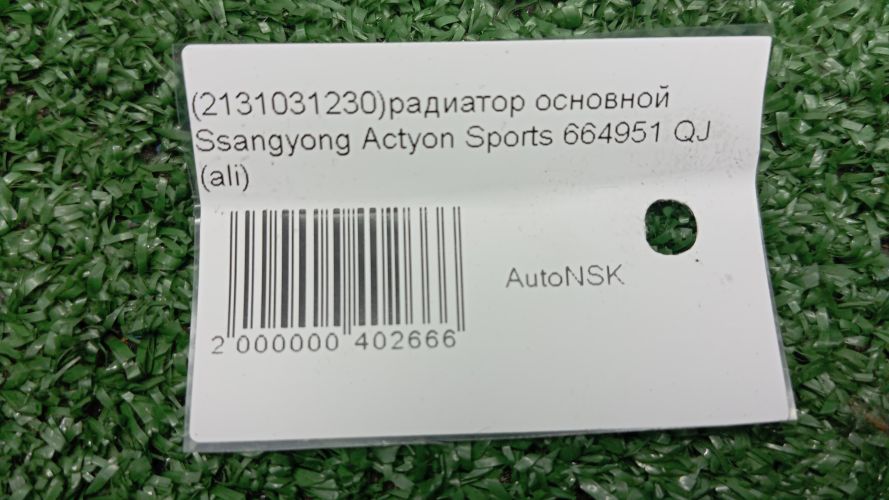 (2131031230)радиатор основной
Ssangyong Actyon Sports 664951 QJ
(ali)
AutoNSK
2 000000 402666